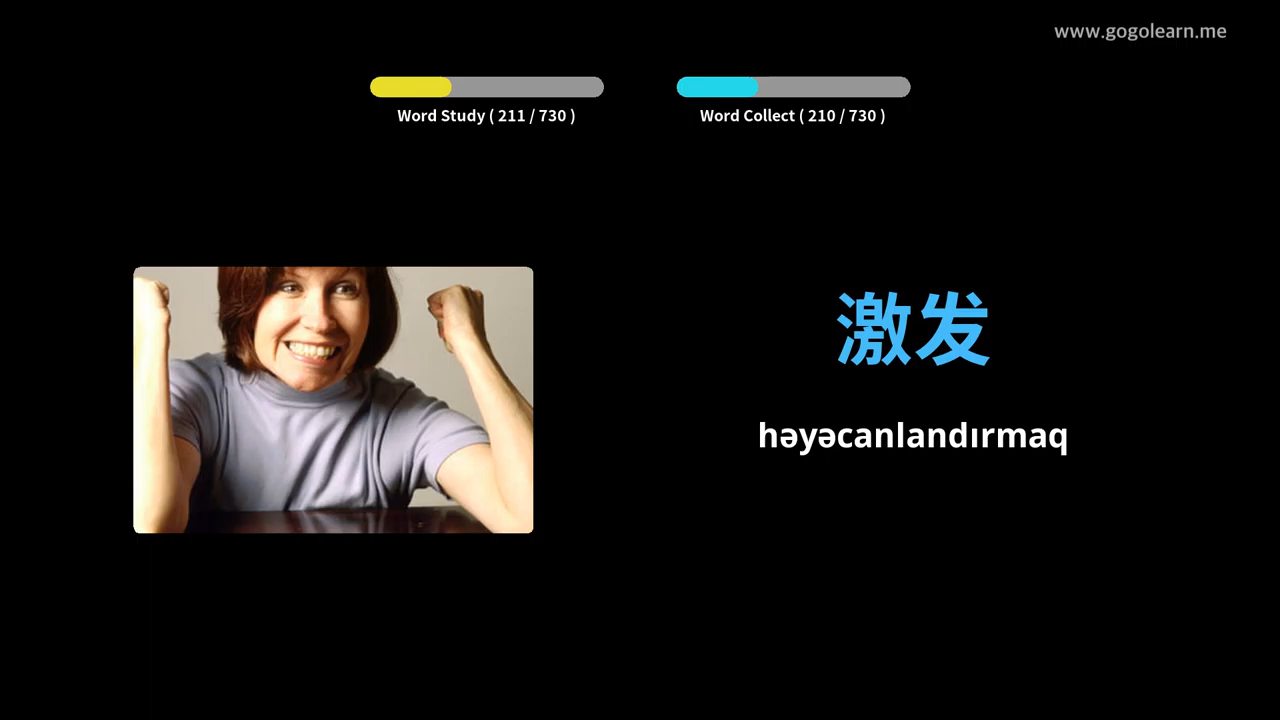 www.gogolearn.me
Word Study ( 211 / 730 )
Word Collect ( 210 / 730 )
激发
həyəcanlandırmaq